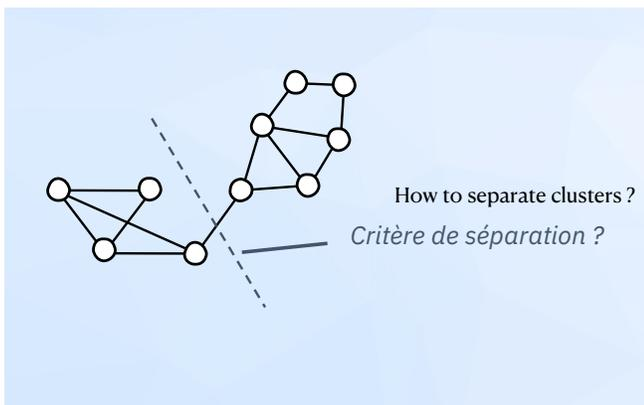 How to separate clusters ?
Critère de séparation ?